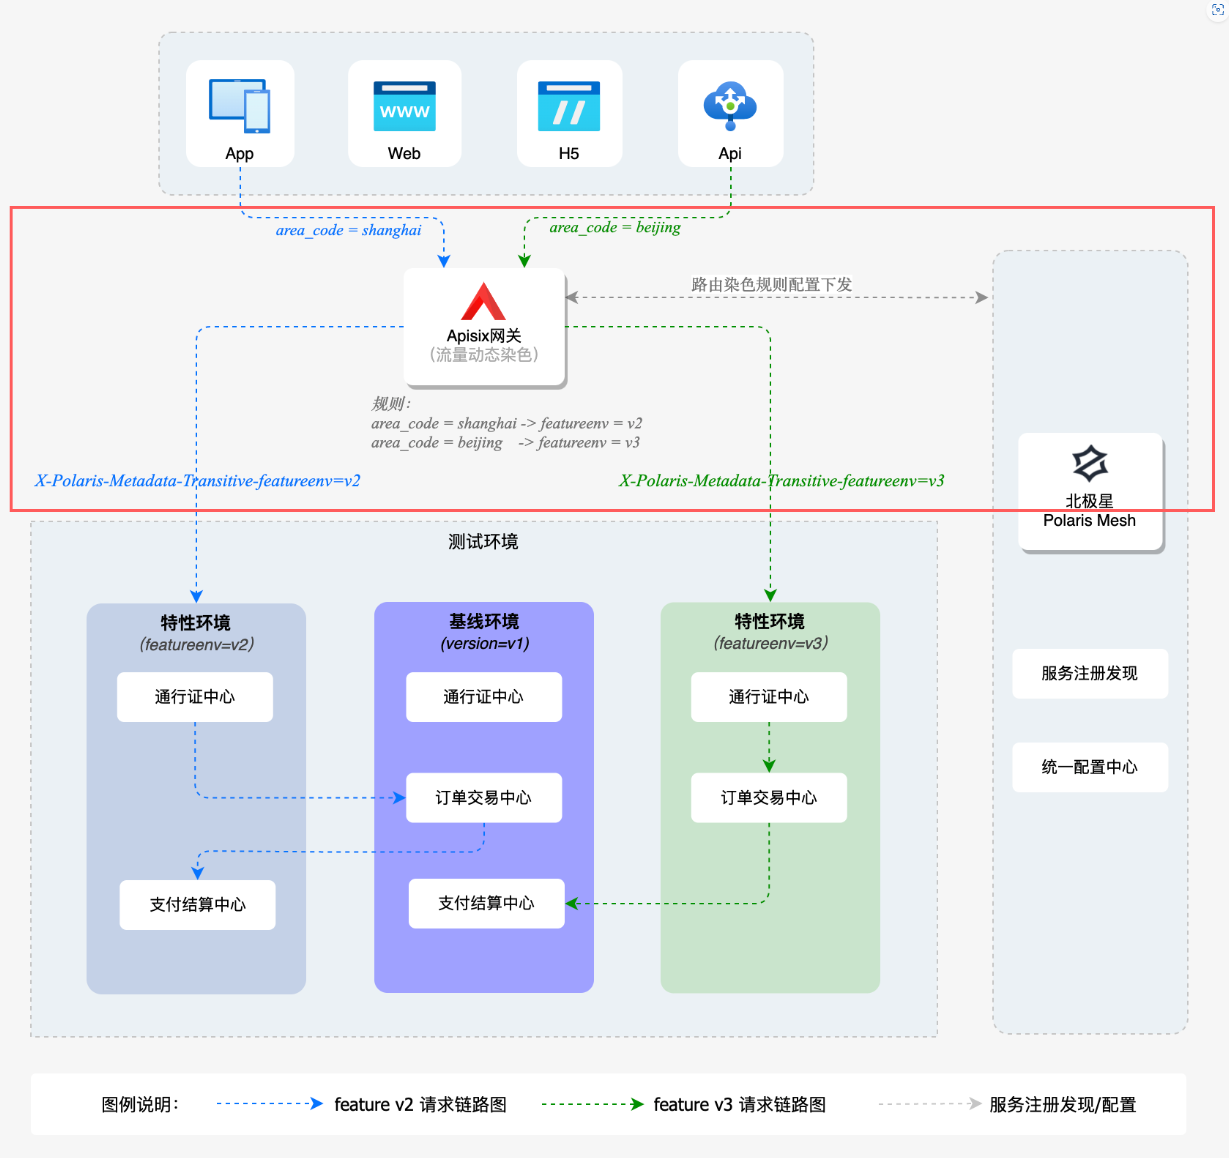 WWW
App
Web
H5
Api
area_code = shanghai
area_code = beijing
路由染色规则配置下发
Apisix网关
(流量动态染色)
规则：
area_code = shanghai -> featureenv = v2
area_code = beijing -> featureenv = v3
X-Polaris-Metadata-Transitive-featureenv=v2
X-Polaris-Metadata-Transitive-featureenv=v3
北极星
Polaris Mesh
测试环境
特性环境
(featureenv=v2)
基线环境
(version=v1)
特性环境
(featureenv=v3)
通行证中心
通行证中心
通行证中心
服务注册发现
统一配置中心
订单交易中心
订单交易中心
支付结算中心
支付结算中心
图例说明：
feature v2 请求链路图
feature v3 请求链路图
服务注册发现/配置